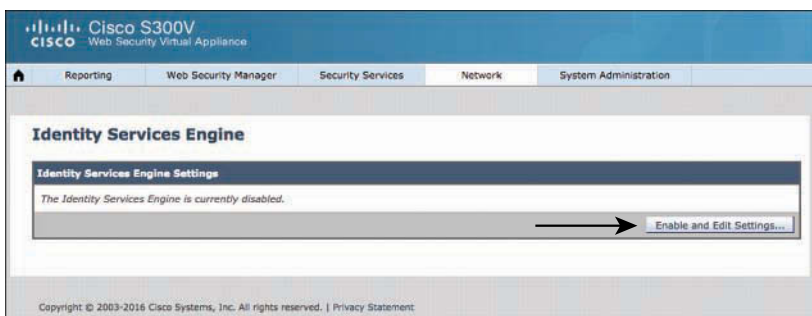 Cisco S300V
CISCO Web Security Virtual Appliance
Reporting Web Security Manager Security Services Network System Administration
Identity Services Engine
Identity Services Engine Settings
The Identity Services Engine is currently disabled.
Enable and Edit Settings...
Copyright © 2003-2016 Cisco Systems, Inc. All rights reserved. | Privacy Statement